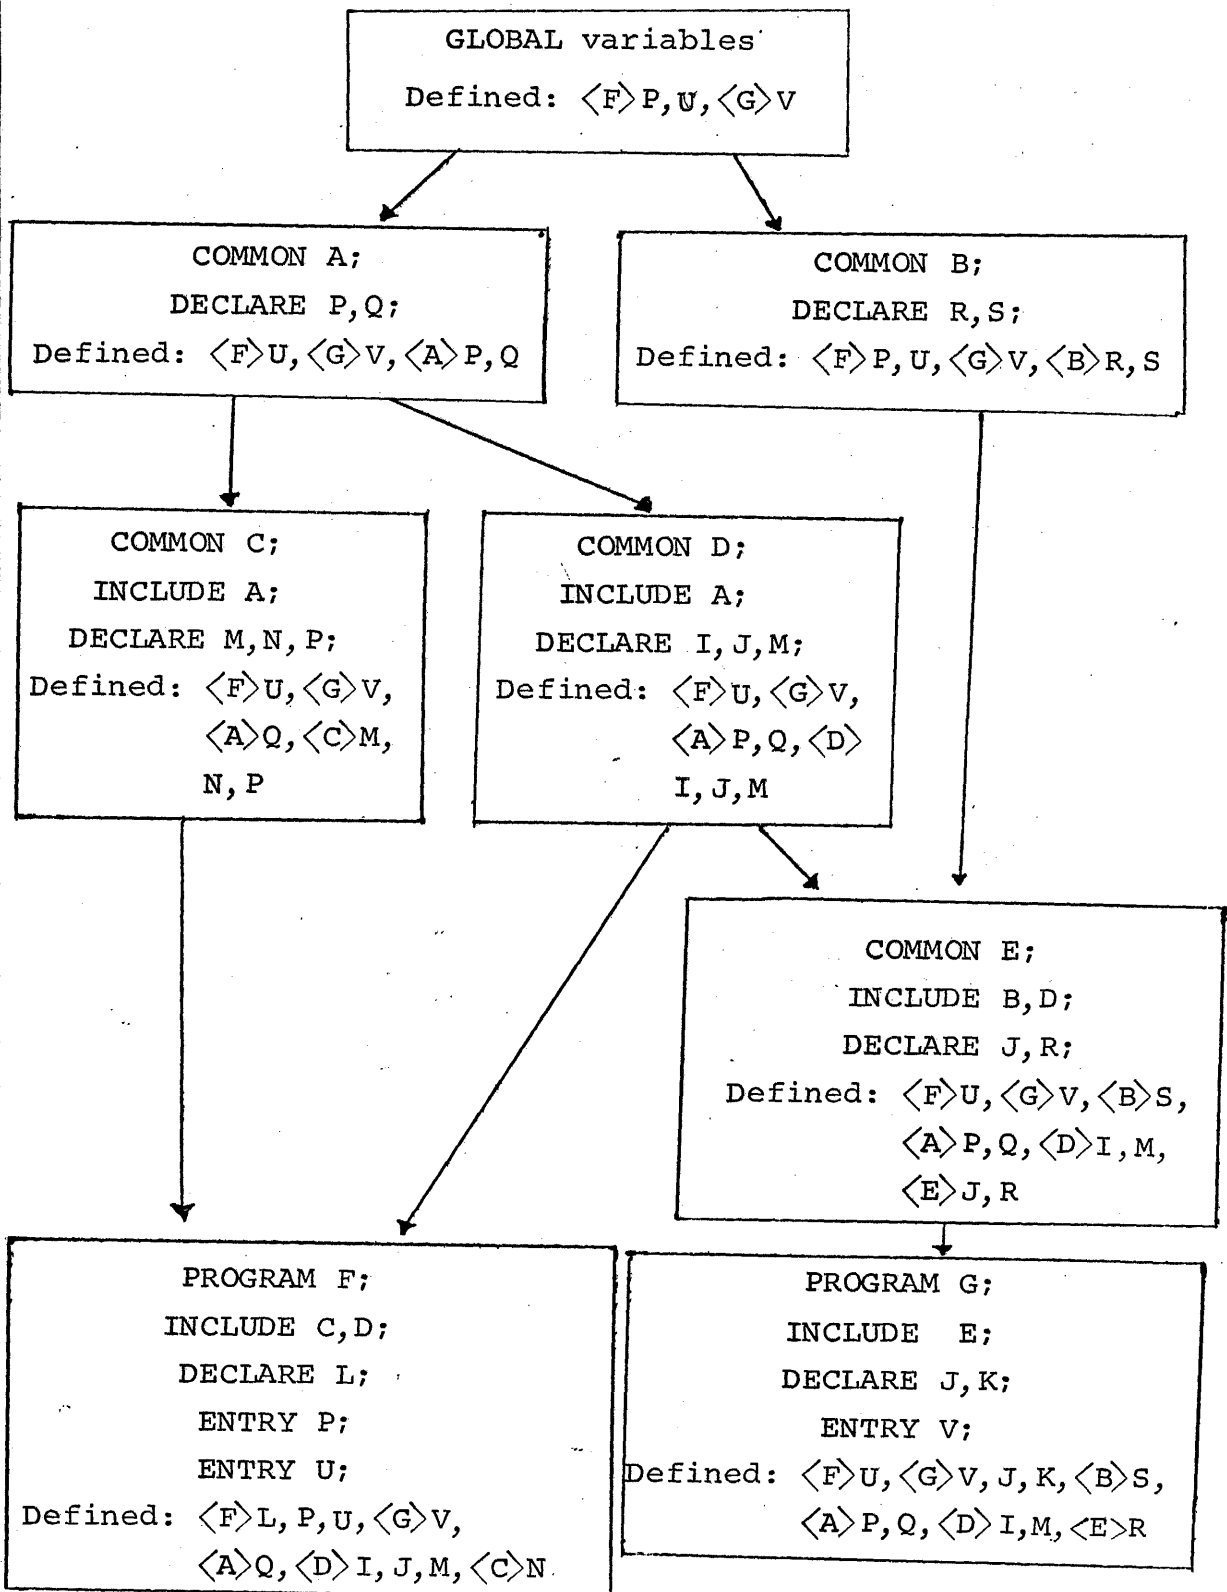 GLOBAL variables
Defined: <F>P,U,<G>V
COMMON A;
DECLARE P,Q;
Defined: <F>U,<G>V,<A>P,Q
COMMON B;
DECLARE R,S;
Defined: <F>P,U,<G>V,<B>R,S
COMMON C;
INCLUDE A;
DECLARE M,N,P;
Defined: <F>U,<G>V,
<A>Q,<C>M,
N,P
COMMON D;
INCLUDE A;
DECLARE I,J,M;
Defined: <F>U,<G>V,
<A>P,Q,<D>
I,J,M
COMMON E;
INCLUDE B,D;
DECLARE J,R;
Defined: <F>U,<G>V,<B>S,
<A>P,Q,<D>I,M,
<E>J,R
PROGRAM F;
INCLUDE C,D;
DECLARE L;
ENTRY P;
ENTRY U;
Defined: <F>L,P,U,<G>V,
<A>Q,<D>I,J,M,<C>N
PROGRAM G;
INCLUDE E;
DECLARE J,K;
ENTRY V;
Defined: <F>U,<G>V,J,K,<B>S,
<A>P,Q,<D>I,M,<E>R